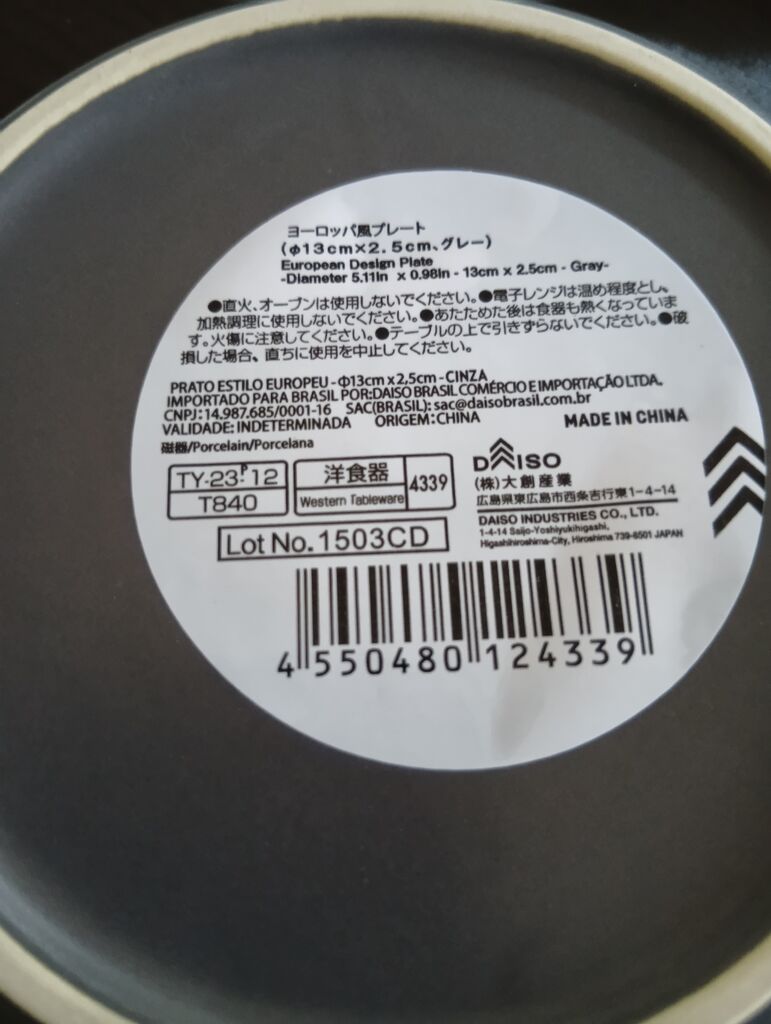 ヨーロッパ風プレート
(φ13cm×2.5cm、グレー)
European Design Plate
-Diameter 5.11in x 0.98in - 13cm x 2.5cm - Gray-
●直火、オーブンは使用しないでください。●電子レンジは温め程度とし、
加熱調理に使用しないでください。●あたためた後は食器も熱くなっていま
す。火傷に注意してください。●テーブルの上で引きずらないでください。●破
損した場合、直ちに使用を中止してください。
PRATO ESTILO EUROPEU - Φ13cm x 2,5cm - CINZA
IMPORTADO PARA BRASIL POR:DAISO BRASIL COMÉRCIO E IMPORTAÇÃO LTDA.
CNPJ: 14.987.685/0001-16 SAC(BRASIL): sac@daisobrasil.com.br
VALIDADE: INDETERMINADA ORIGEM: CHINA
MADE IN CHINA
磁器/Porcelain/Porcelana
TY-23-P-12
T840
洋食器
Western Tableware
4339
Lot No. 1503CD
DAISO
(株)大創産業
広島県東広島市西条吉行東1-4-14
DAISO INDUSTRIES CO., LTD.
1-4-14 Saijo-Yoshiyukihigashi,
Higashihiroshima-City, Hiroshima 739-8501 JAPAN
4 550480 124339